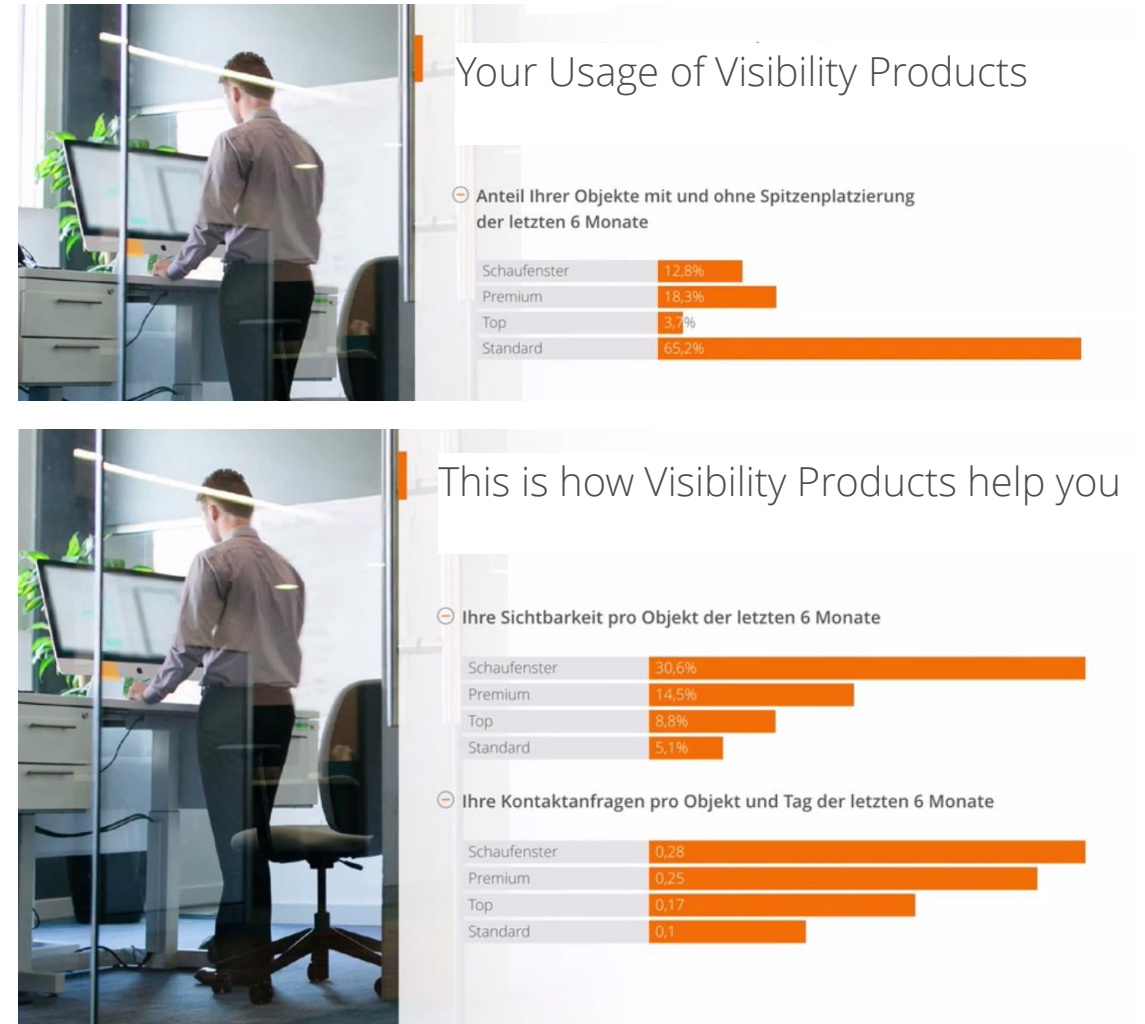 Your Usage of Visibility Products
Anteil Ihrer Objekte mit und ohne Spitzenplatzierung
der letzten 6 Monate
Schaufenster 12,8%
Premium 18,3%
Top 3,7%
Standard 65,2%
This is how Visibility Products help you
Ihre Sichtbarkeit pro Objekt der letzten 6 Monate
Schaufenster 30,6%
Premium 14,5%
Top 8,8%
Standard 5,1%
Ihre Kontaktanfragen pro Objekt und Tag der letzten 6 Monate
Schaufenster 0,28
Premium 0,25
Top 0,17
Standard 0,1